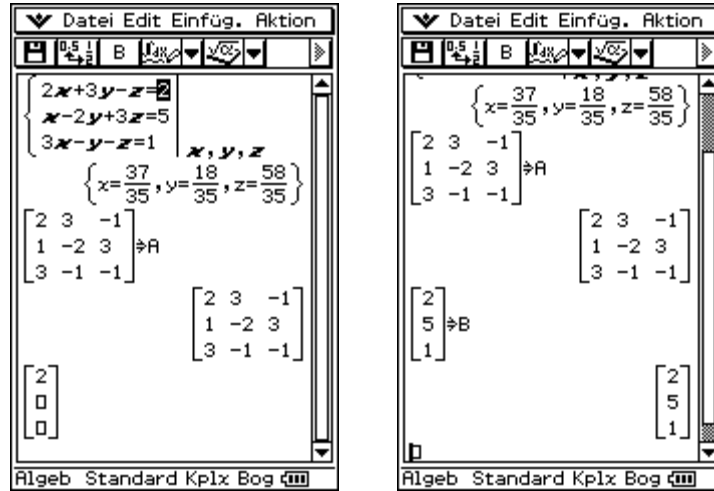 Datei Edit Einfüg. Aktion
B
2x+3y-z=2
x-2y+3z=5
3x-y-z=1 | x, y, z
{x=37/35, y=18/35, z=58/35}
[2 3 -1
1 -2 3
3 -1 -1]⇒A
[2 3 -1
1 -2 3
3 -1 -1]
[2
□
□]
Algeb Standard Kplx Bog
Datei Edit Einfüg. Aktion
B
{x=37/35, y=18/35, z=58/35}
[2 3 -1
1 -2 3
3 -1 -1]⇒A
[2 3 -1
1 -2 3
3 -1 -1]
[2
5
1]⇒B
[2
5
1]
Algeb Standard Kplx Bog